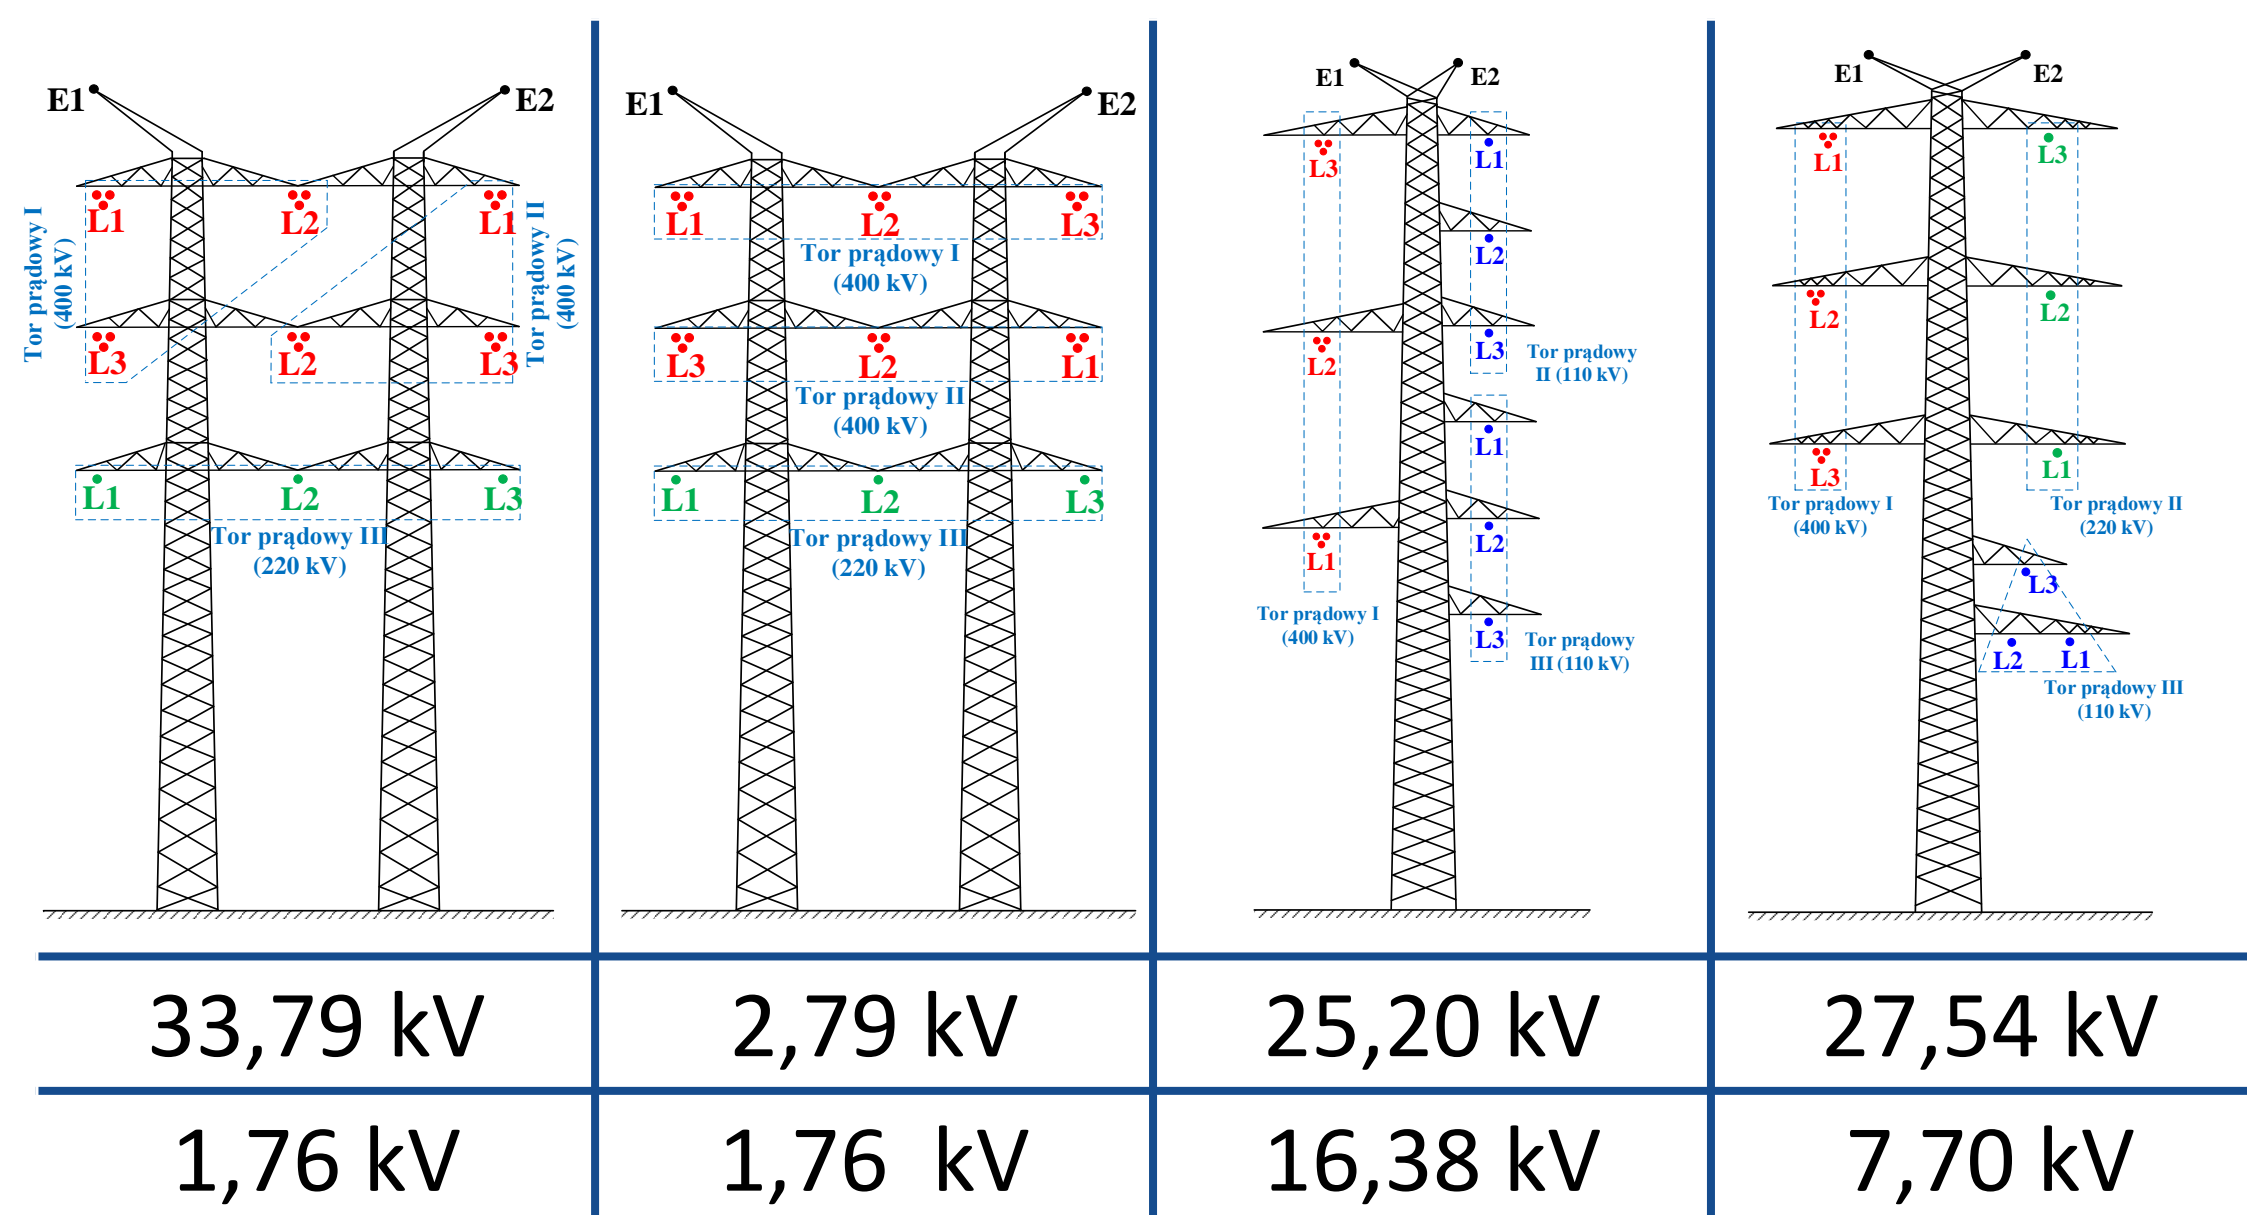 E1
E2
L1
L2
L1
Tor prądowy I
(400 kV)
Tor prądowy II
(400 kV)
L3
L2
L3
L1
L2
L3
Tor prądowy III
(220 kV)
E1
E2
L1
L2
L3
Tor prądowy I
(400 kV)
L3
L2
L1
Tor prądowy II
(400 kV)
L1
L2
L3
Tor prądowy III
(220 kV)
E1
E2
L3
L1
L2
L2
L3
Tor prądowy
II (110 kV)
L1
L1
L2
L3
Tor prądowy I
(400 kV)
Tor prądowy
III (110 kV)
E1
E2
L1
L3
L2
L2
L3
L1
Tor prądowy I
(400 kV)
Tor prądowy II
(220 kV)
L3
L2
L1
Tor prądowy III
(110 kV)
33,79 kV
2,79 kV
25,20 kV
27,54 kV
1,76 kV
1,76 kV
16,38 kV
7,70 kV